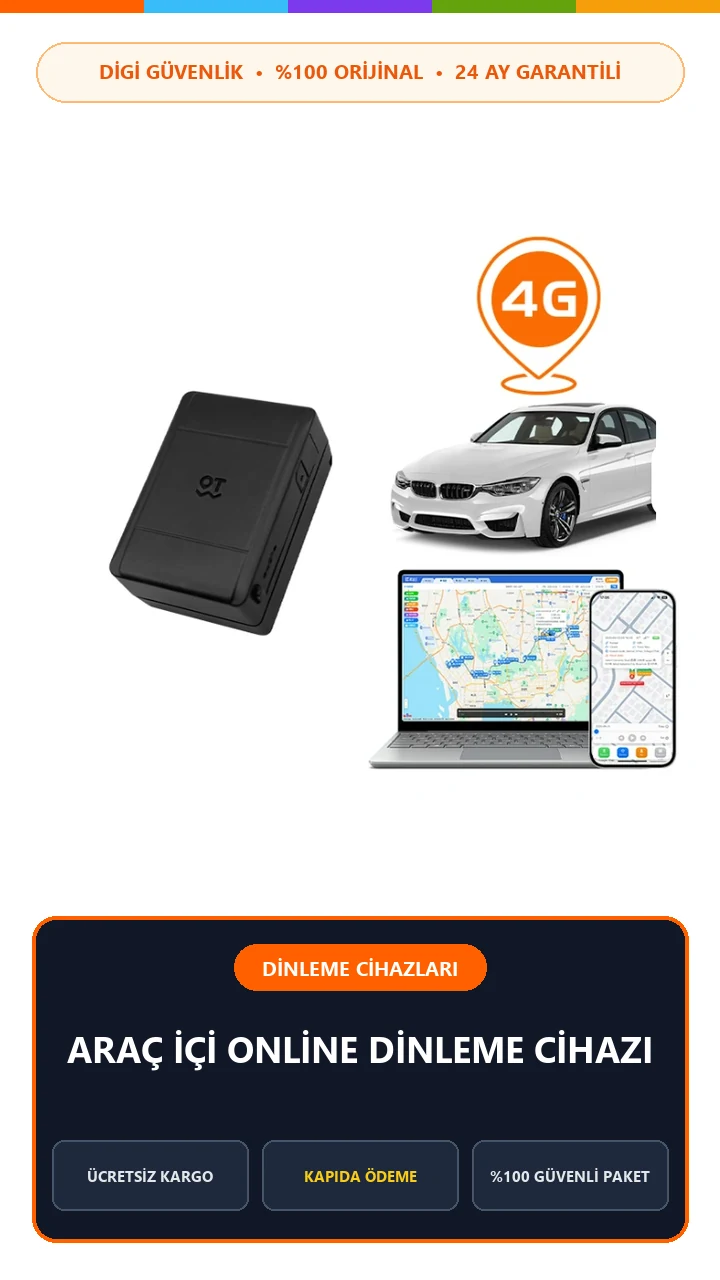 DİGİ GÜVENLİK • %100 ORİJİNAL • 24 AY GARANTİLİ
4G
DİNLEME CİHAZLARI
ARAÇ İÇİ ONLİNE DİNLEME CİHAZI
ÜCRETSİZ KARGO
KAPIDA ÖDEME
%100 GÜVENLİ PAKET